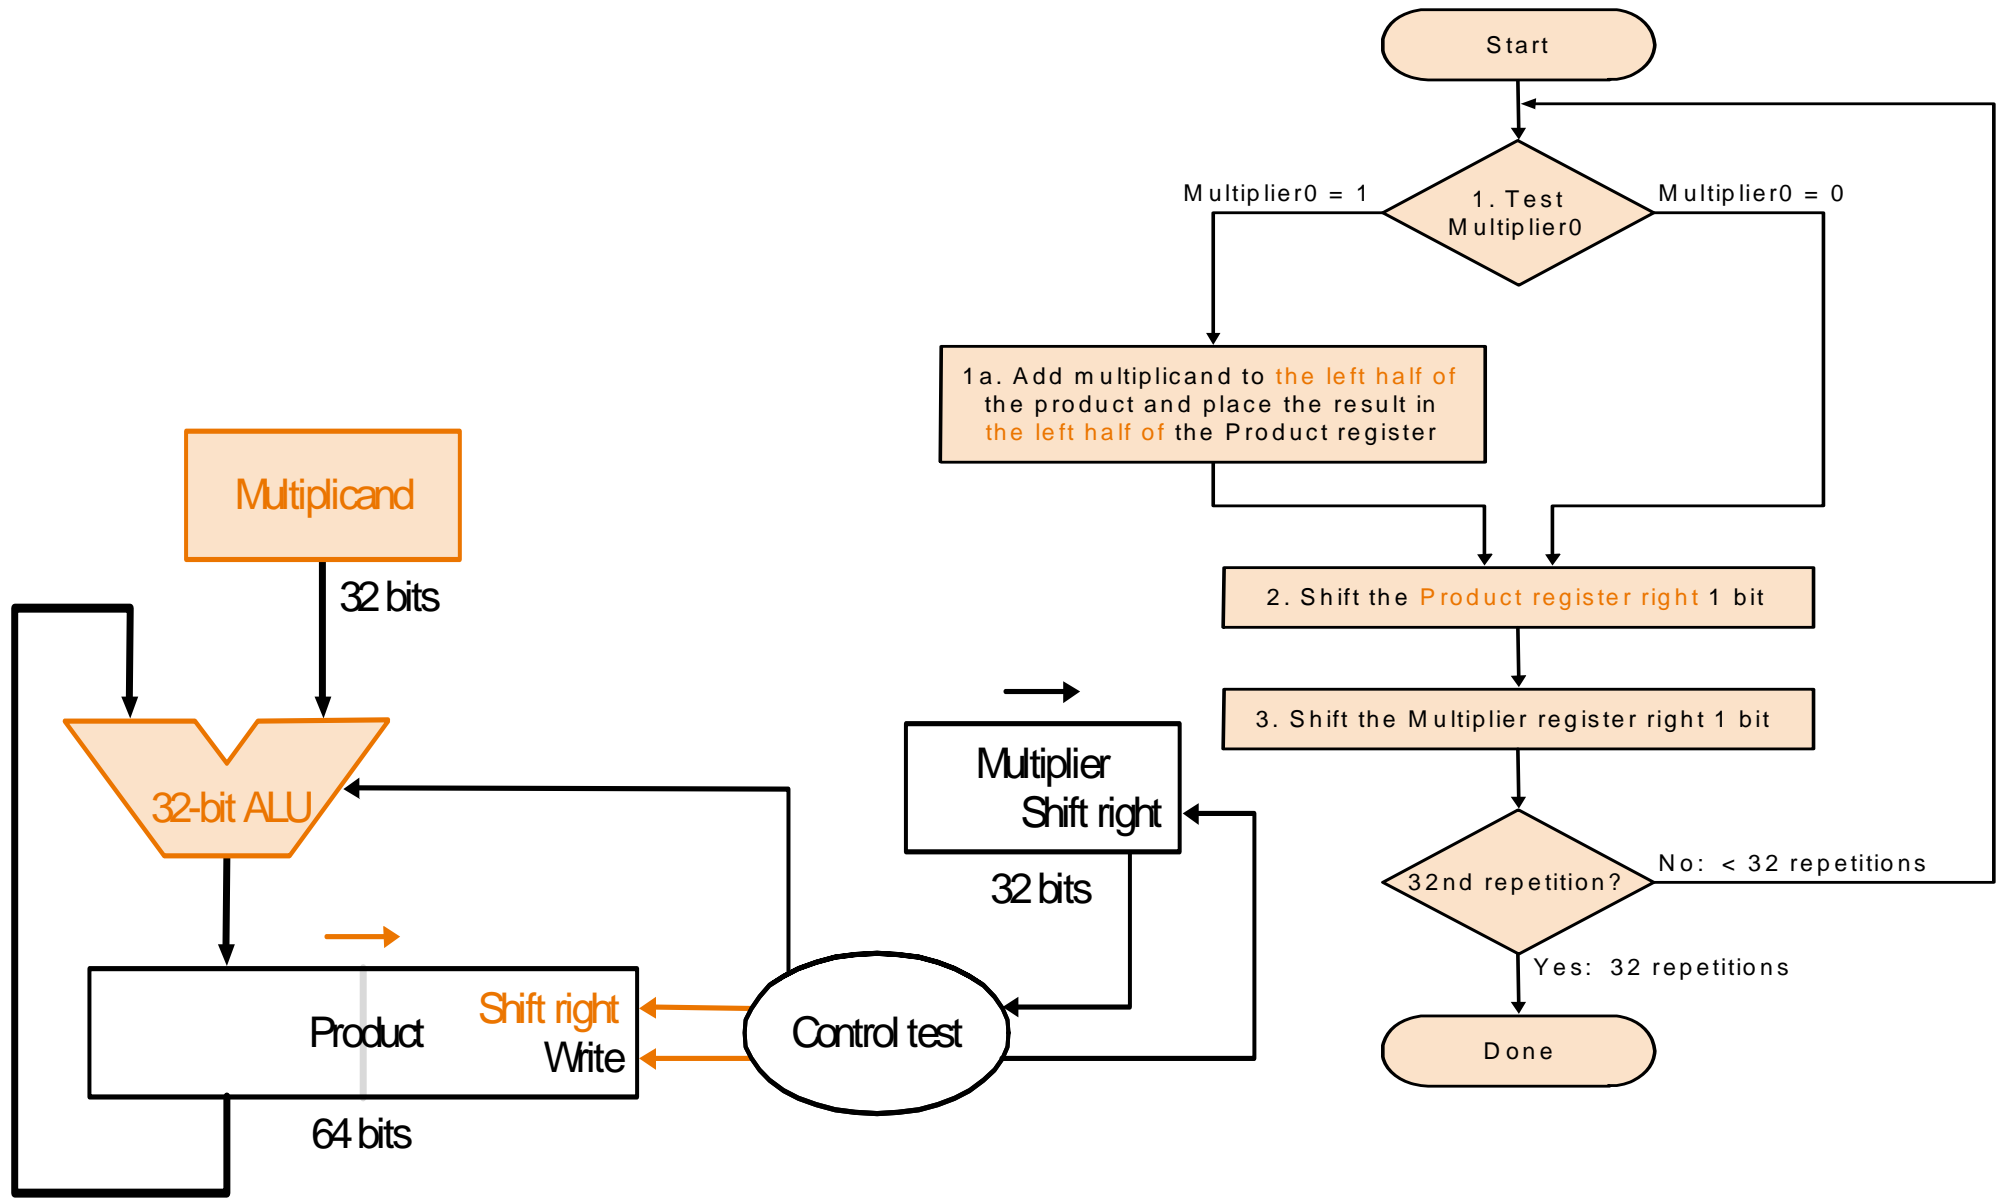 Multiplicand
32 bits
32-bit ALU
Multiplier
Shift right
32 bits
Product
Shift right
Write
64 bits
Control test
Start
1. Test
Multiplier0
Multiplier0 = 1
Multiplier0 = 0
1a. Add multiplicand to the left half of
the product and place the result in
the left half of the Product register
2. Shift the Product register right 1 bit
3. Shift the Multiplier register right 1 bit
32nd repetition?
No: < 32 repetitions
Yes: 32 repetitions
Done